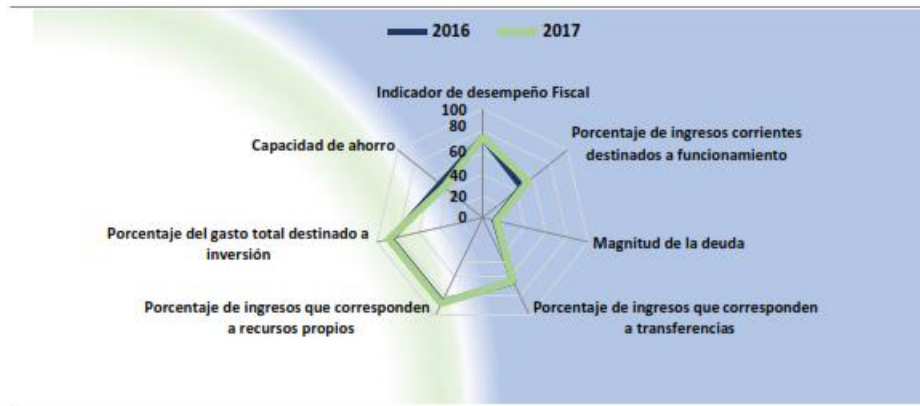 2016 2017
Indicador de desempeño Fiscal
100
80
60
40
20
0
Porcentaje de ingresos corrientes
destinados a funcionamiento
Magnitud de la deuda
Porcentaje de ingresos que corresponden
a transferencias
Porcentaje de ingresos que corresponden
a recursos propios
Porcentaje del gasto total destinado a
inversión
Capacidad de ahorro